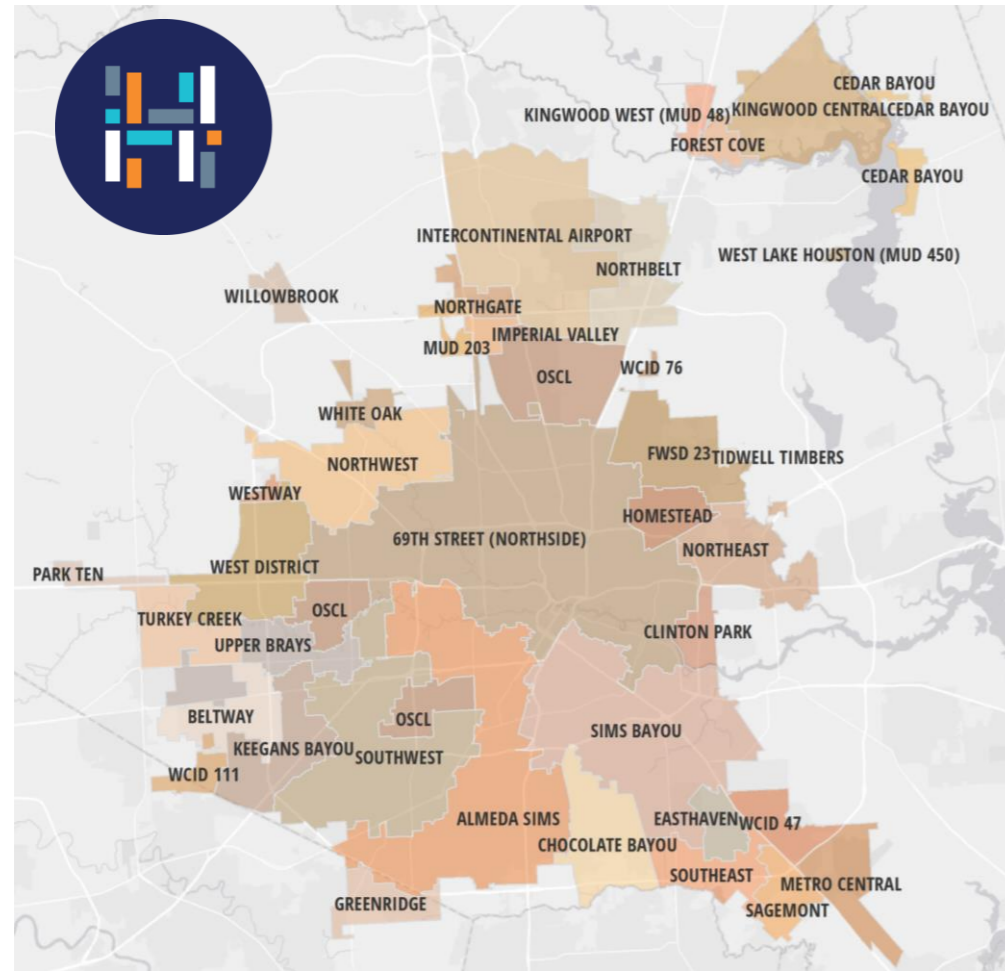 CEDAR BAYOU
KINGWOOD WEST (MUD 48)
KINGWOOD CENTRAL
CEDAR BAYOU
FOREST COVE
CEDAR BAYOU
INTERCONTINENTAL AIRPORT
WEST LAKE HOUSTON (MUD 450)
NORTHBELT
WILLOWBROOK
NORTHGATE
IMPERIAL VALLEY
MUD 203
WCID 76
OSCL
WHITE OAK
FWSD 23
TIDWELL TIMBERS
NORTHWEST
WESTWAY
HOMESTEAD
69TH STREET (NORTHSIDE)
NORTHEAST
WEST DISTRICT
PARK TEN
OSCL
TURKEY CREEK
CLINTON PARK
UPPER BRAYS
BELTWAY
OSCL
SIMS BAYOU
KEEGANS BAYOU
SOUTHWEST
WCID 111
ALMEDA SIMS
EASTHAVEN
WCID 47
CHOCOLATE BAYOU
SOUTHEAST
METRO CENTRAL
GREENRIDGE
SAGEMONT